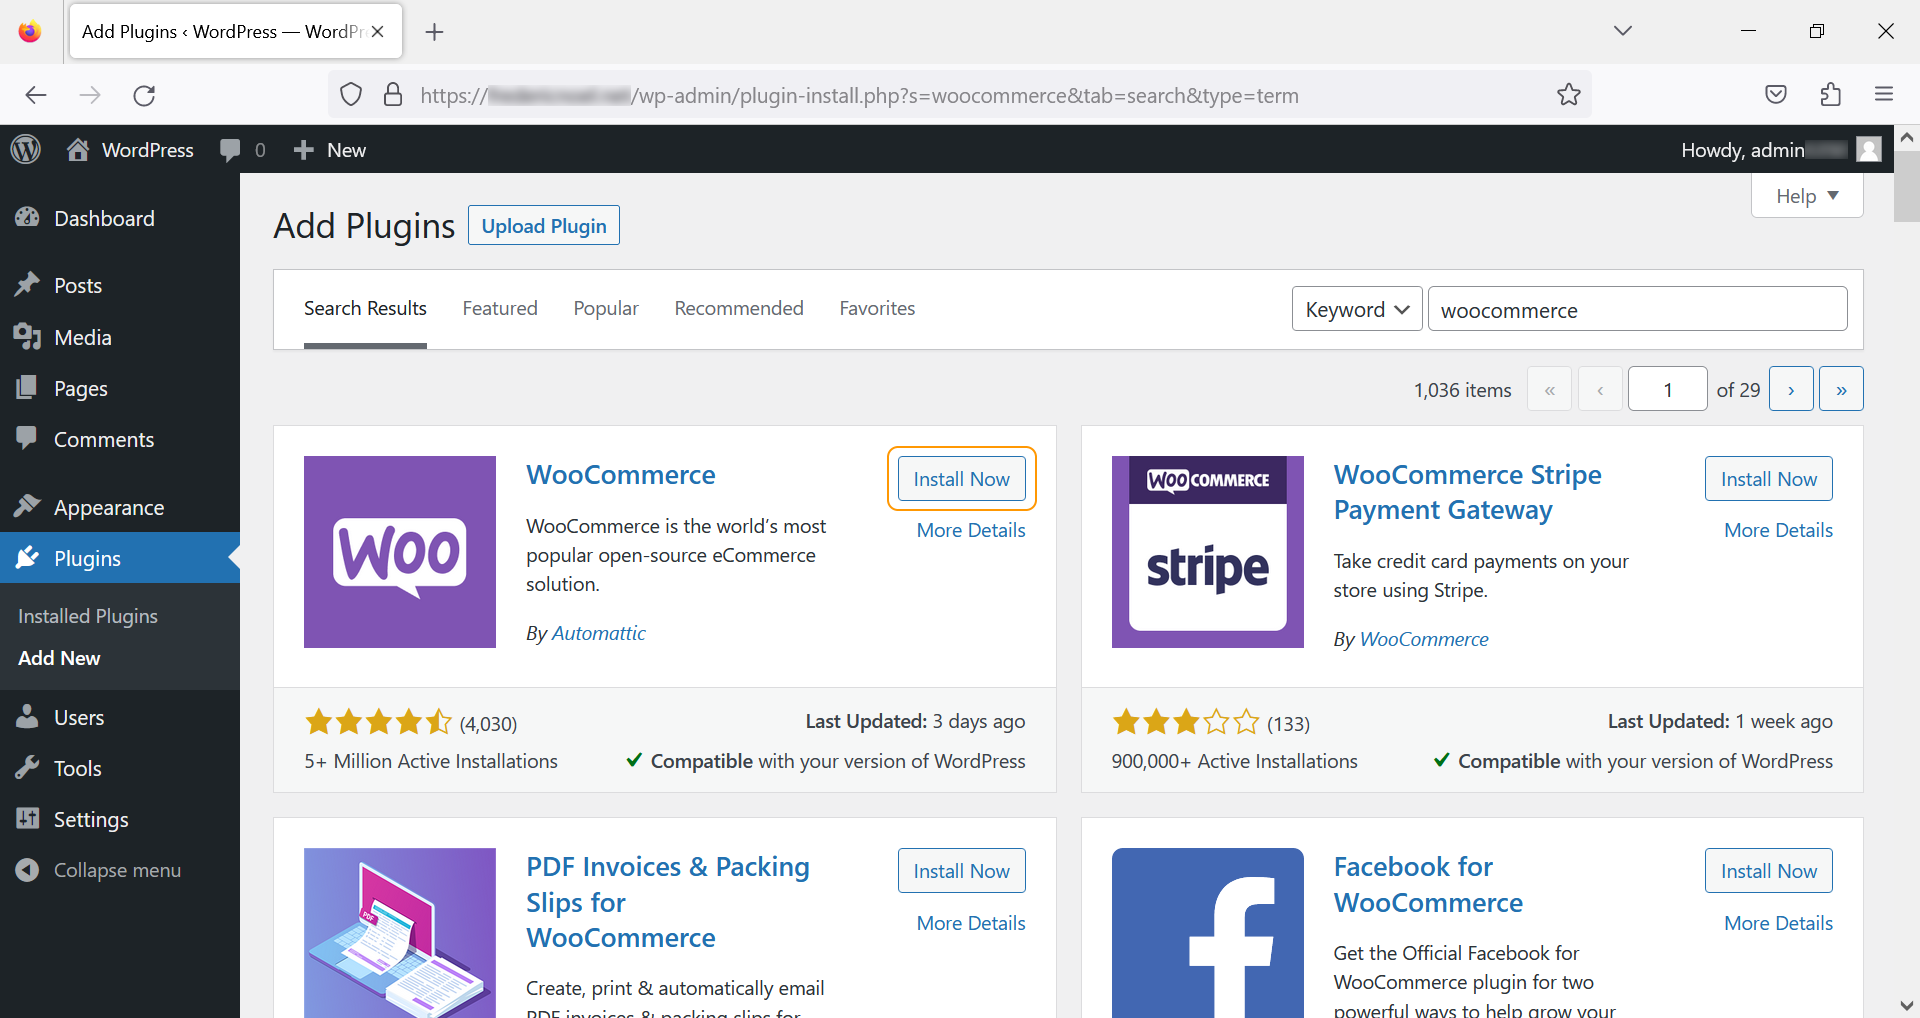 Add Plugins ‹ WordPress — WordPr
https:// /wp-admin/plugin-install.php?s=woocommerce&tab=search&type=term
WordPress
0
New
Howdy, admin
Help
Dashboard
Posts
Media
Pages
Comments
Appearance
Plugins
Installed Plugins
Add New
Users
Tools
Settings
Collapse menu
Add Plugins
Upload Plugin
Search Results
Featured
Popular
Recommended
Favorites
Keyword
woocommerce
1,036 items
«
‹
1
of 29
›
»
WOO
WooCommerce
WooCommerce is the world’s most
popular open-source eCommerce
solution.
By Automattic
Install Now
More Details
(4,030)
5+ Million Active Installations
Last Updated: 3 days ago
Compatible with your version of WordPress
WOO COMMERCE
stripe
WooCommerce Stripe
Payment Gateway
Take credit card payments on your
store using Stripe.
By WooCommerce
Install Now
More Details
(133)
900,000+ Active Installations
Last Updated: 1 week ago
Compatible with your version of WordPress
PDF
PDF Invoices & Packing
Slips for
WooCommerce
Create, print & automatically email
PDF invoices & packing slips for
Install Now
More Details
f
Facebook for
WooCommerce
Get the Official Facebook for
WooCommerce plugin for two
powerful ways to help grow your
Install Now
More Details